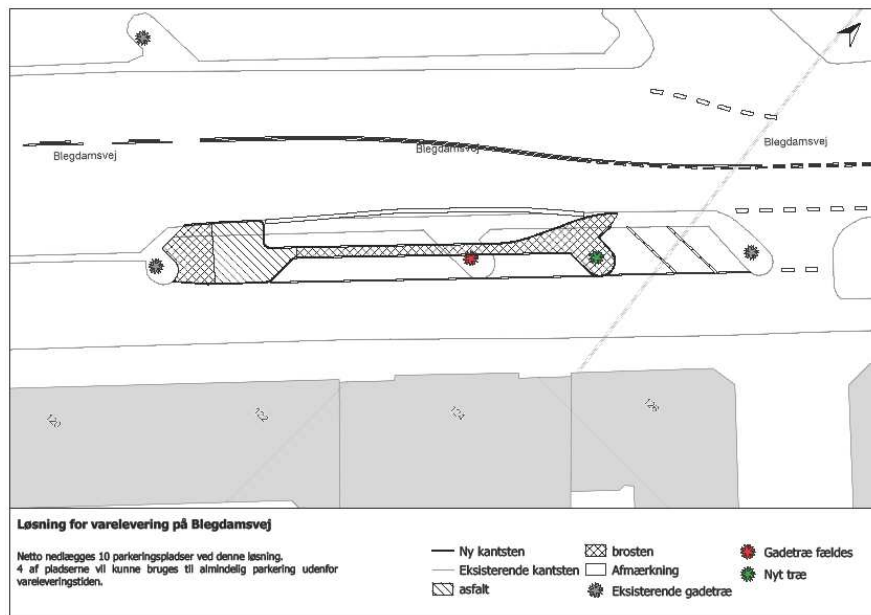 Blegdamsvej
Blegdamsvej
Blegdamsvej
120
122
124
126
Løsning for varelevering på Blegdamsvej
Netto nedlægges 10 parkeringspladser ved denne løsning.
4 af pladserne vil kunne bruges til almindelig parkering udenfor
vareleveringstiden.
Ny kantsten
Eksisterende kantsten
asfalt
brosten
Afmærkning
Eksisterende gadetræ
Gadetræ fældes
Nyt træ